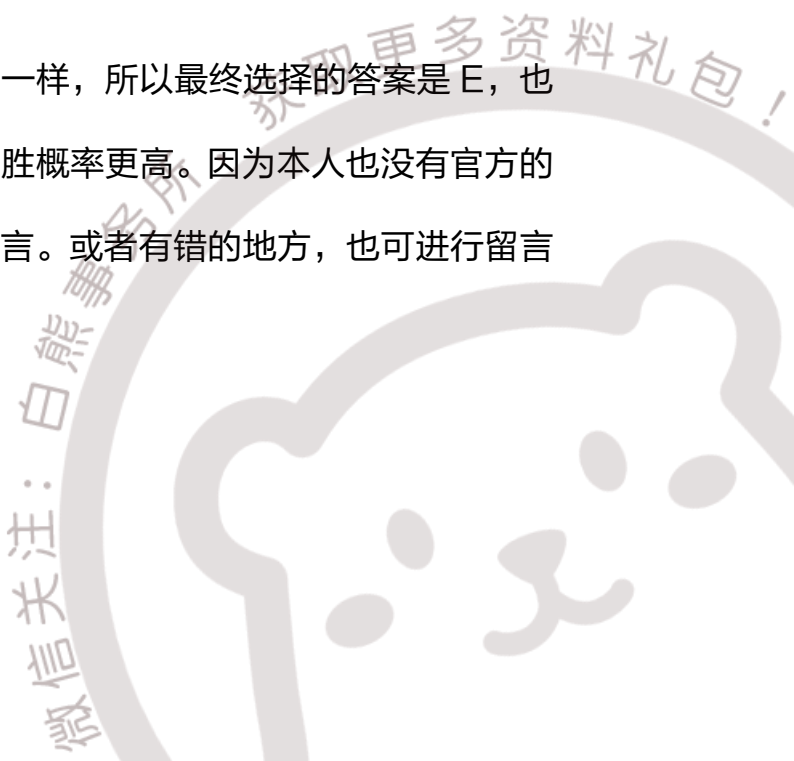 一样，所以最终选择的答案是 E，也
胜概率更高。因为本人也没有官方的
言。或者有错的地方，也可进行留言
微信关注：白熊事务所，获取更多资料礼包！